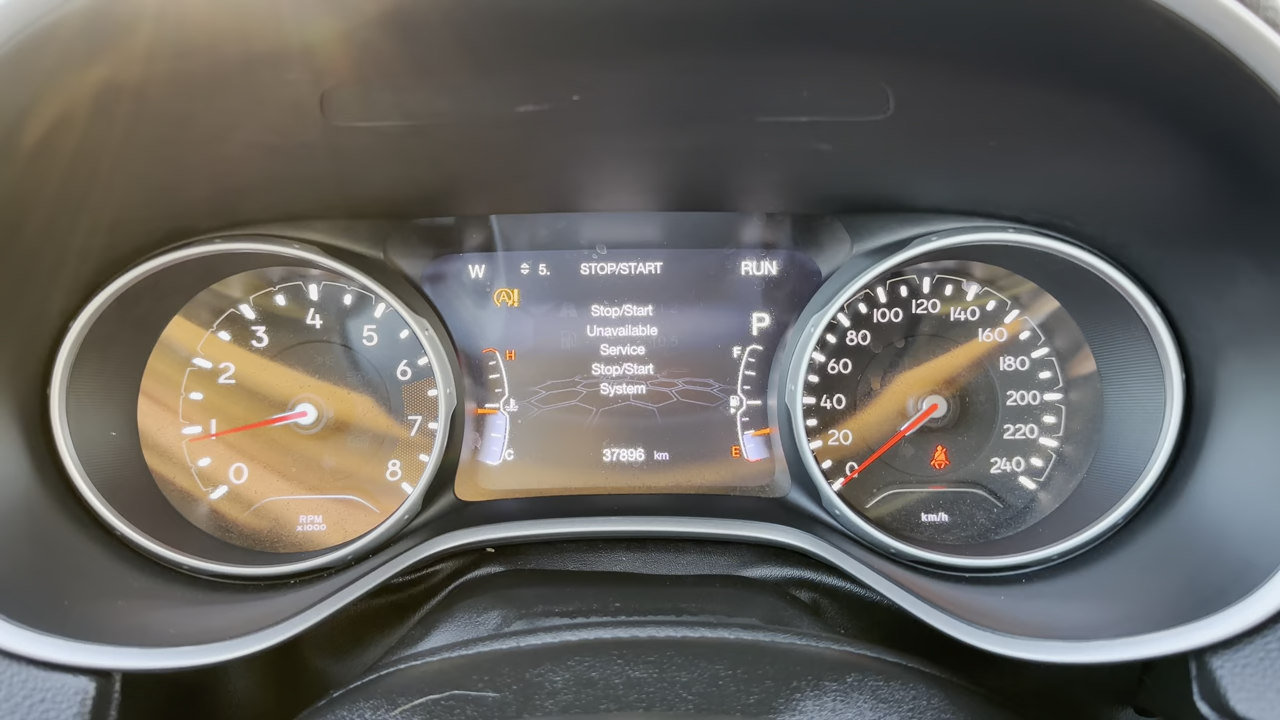 W 5. STOP/START RUN
A!
Stop/Start
Unavailable
Service
Stop/Start
System
P
H
C
F
E
37896 km
0
1
2
3
4
5
6
7
8
RPM
x1000
0
20
40
60
80
100
120
140
160
180
200
220
240
km/h